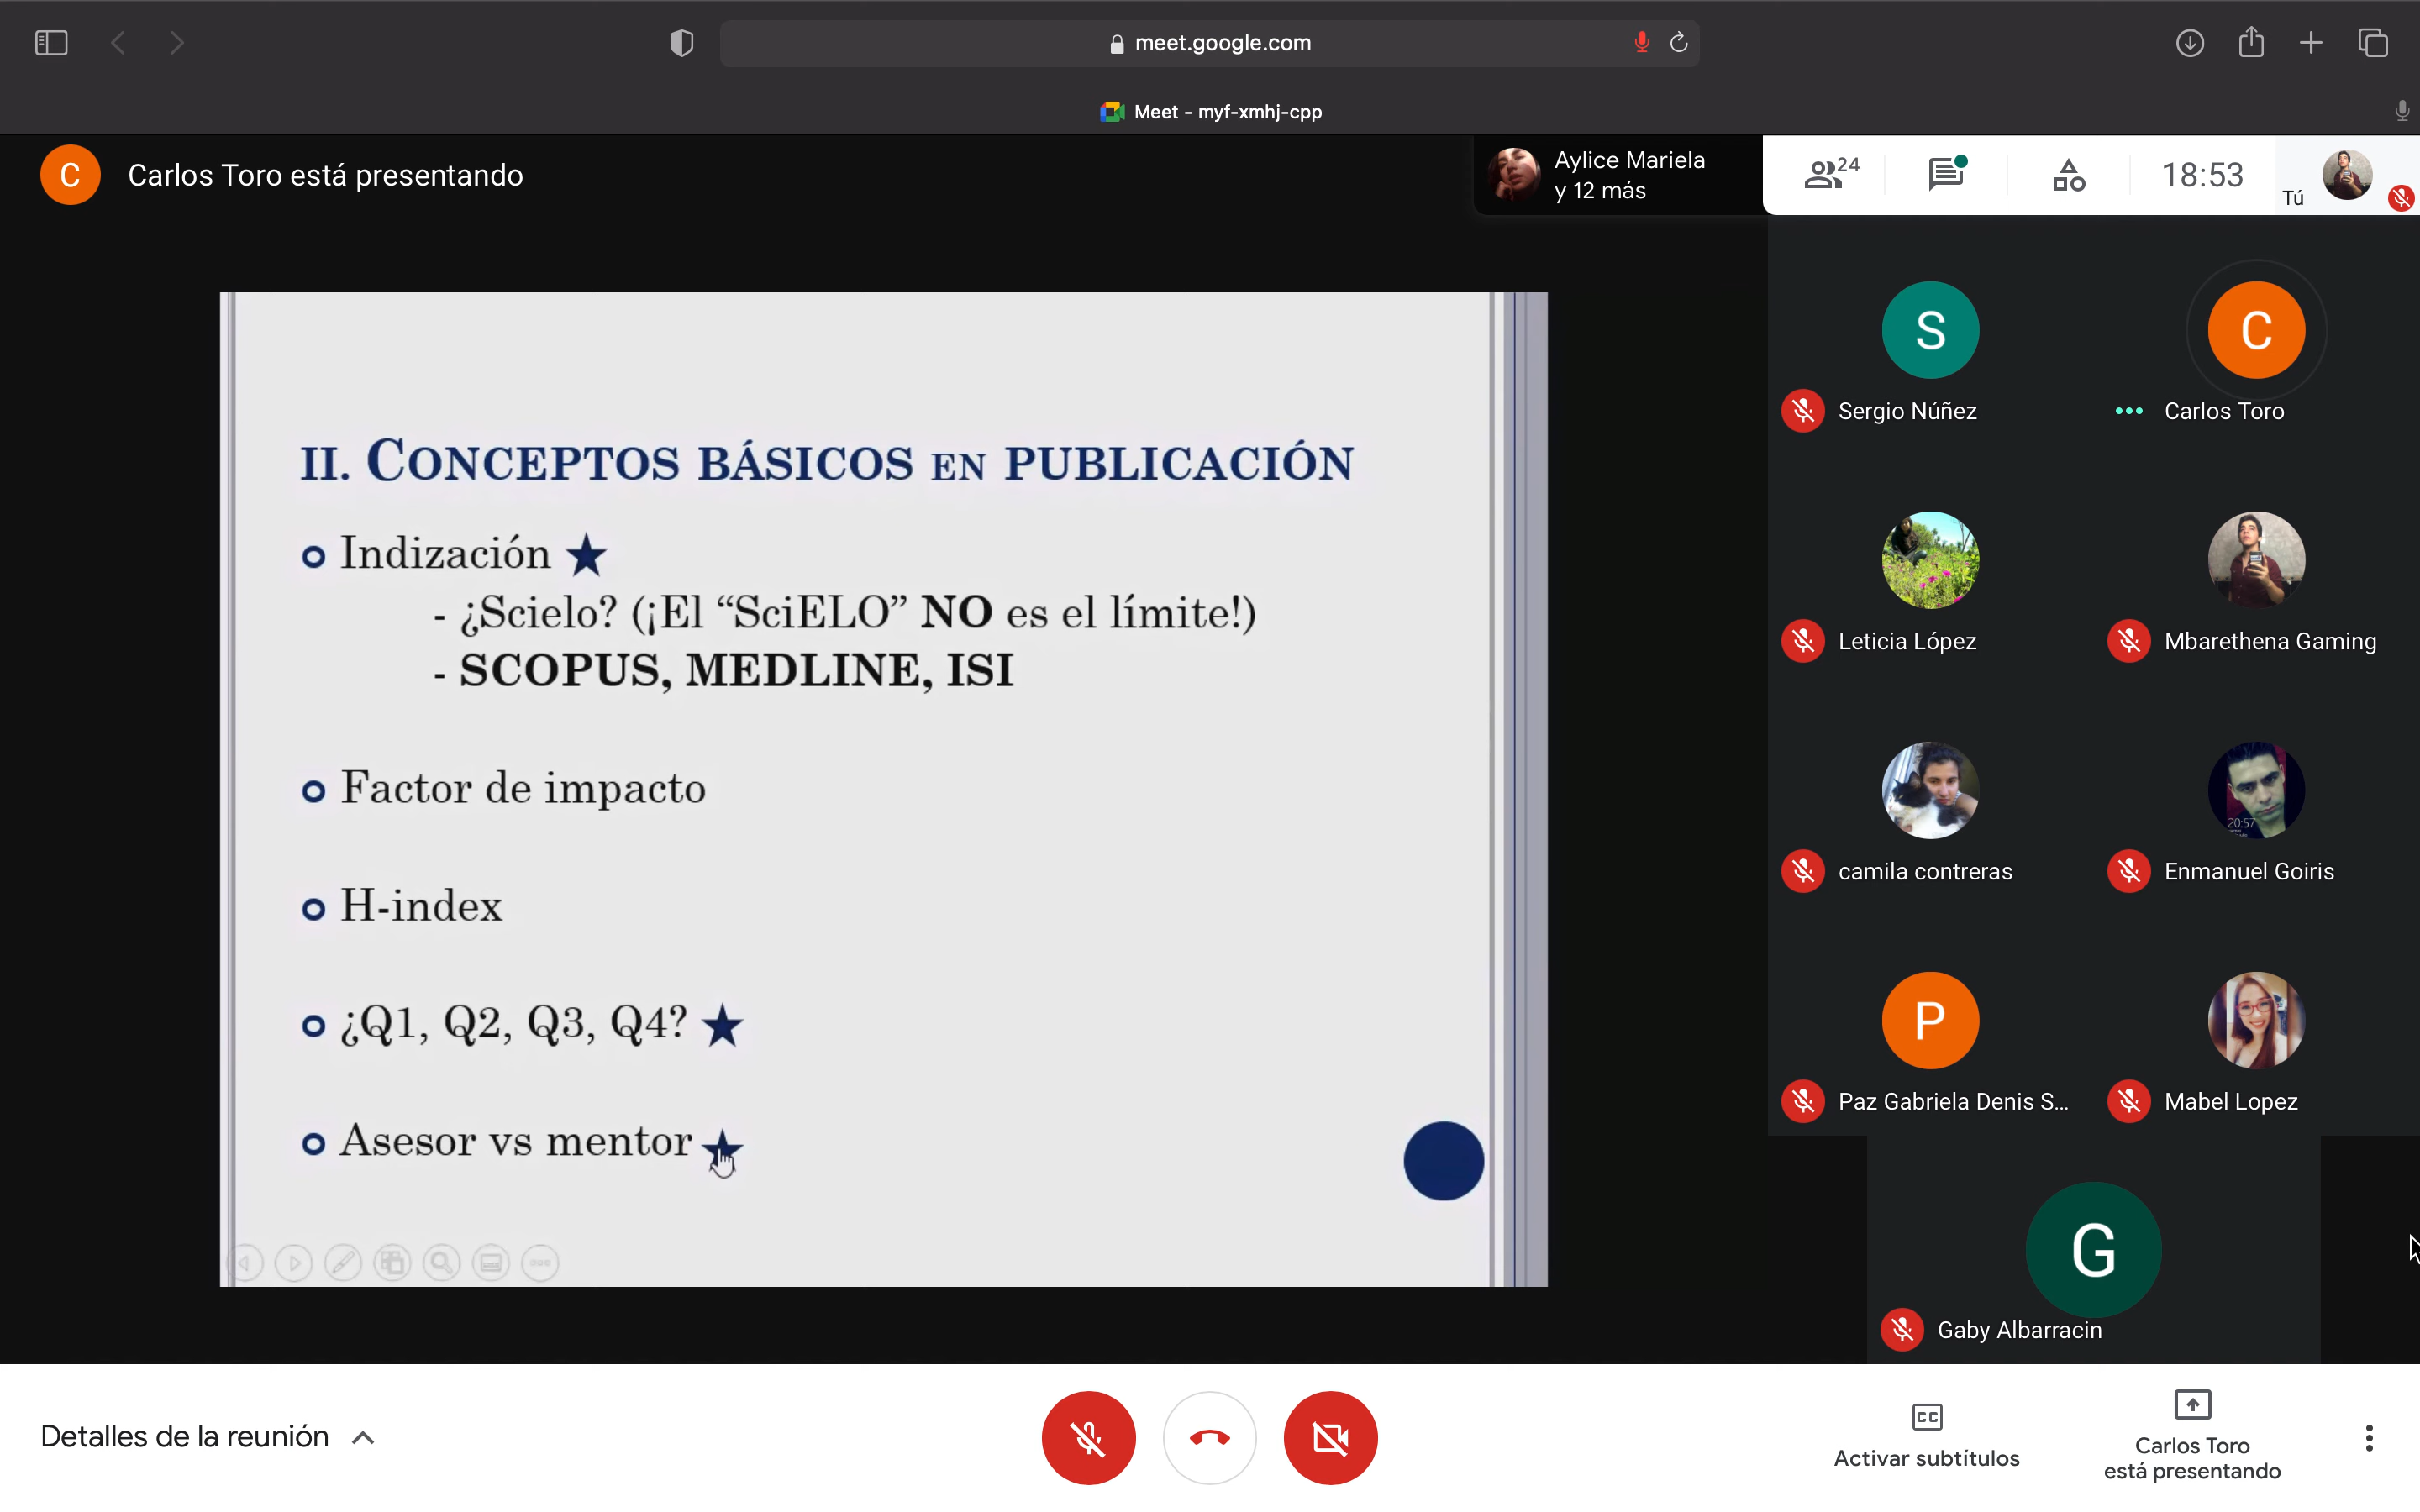 meet.google.com
Meet - myf-xmhj-cpp
C
Carlos Toro está presentando
Aylice Mariela
y 12 más
24
18:53
Tú
II. CONCEPTOS BÁSICOS EN PUBLICACIÓN
Indización
- ¿Scielo? (¡El “SciELO” NO es el límite!)
- SCOPUS, MEDLINE, ISI
Factor de impacto
H-index
¿Q1, Q2, Q3, Q4?
Asesor vs mentor
S
Sergio Núñez
C
Carlos Toro
Leticia López
Mbarethena Gaming
camila contreras
20:57
Enmanuel Goiris
P
Paz Gabriela Denis S...
Mabel Lopez
G
Gaby Albarracin
Detalles de la reunión
CC
Activar subtítulos
Carlos Toro
está presentando